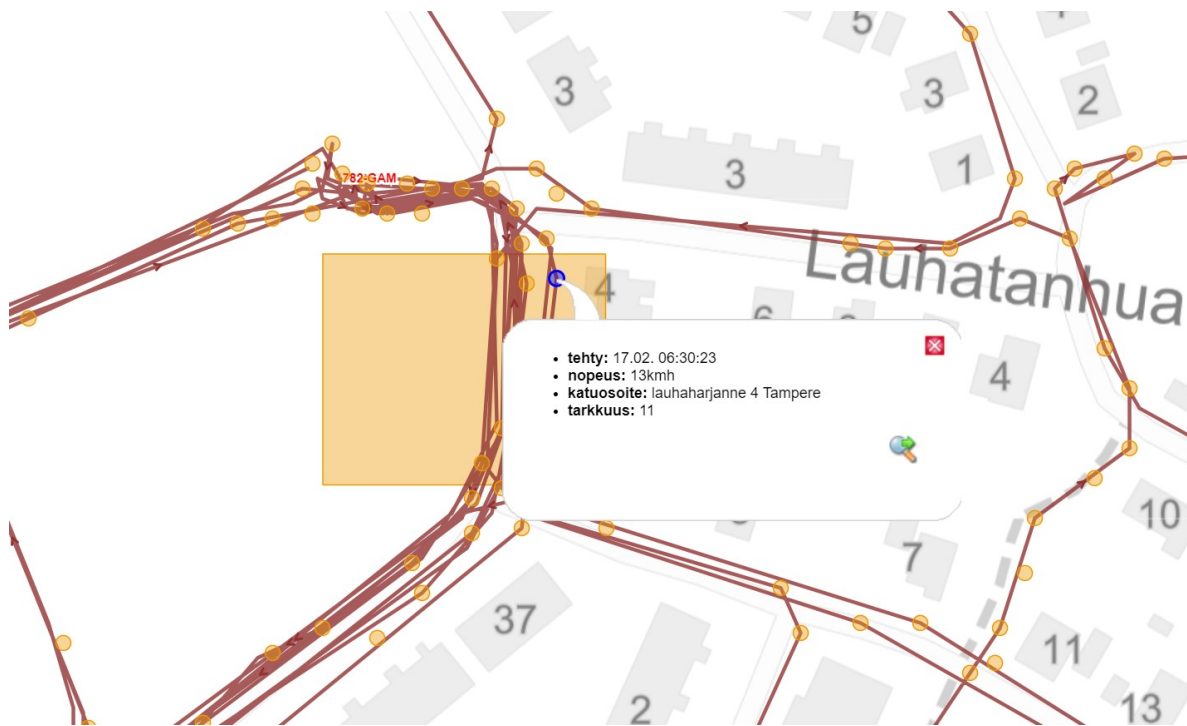 5
3
3
2
3
1
782-GAM
Lauhatanhua
4
6
tehty: 17.02. 06:30:23
nopeus: 13kmh
katuosoite: lauhaharjanne 4 Tampere
tarkkuus: 11
4
10
7
37
11
2
13